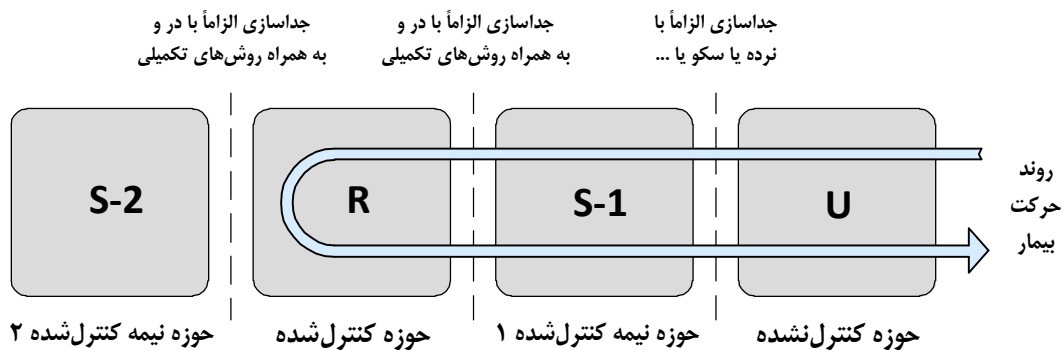 جداسازی الزاماً با
نرده یا سکو یا ...
جداسازی الزاماً با در و
به همراه روش‌های تکمیلی
جداسازی الزاماً با در و
به همراه روش‌های تکمیلی
روند
حرکت
بیمار
U
S-1
R
S-2
حوزه کنترل‌نشده
حوزه نیمه کنترل‌شده ۱
حوزه کنترل‌شده
حوزه نیمه کنترل‌شده ۲